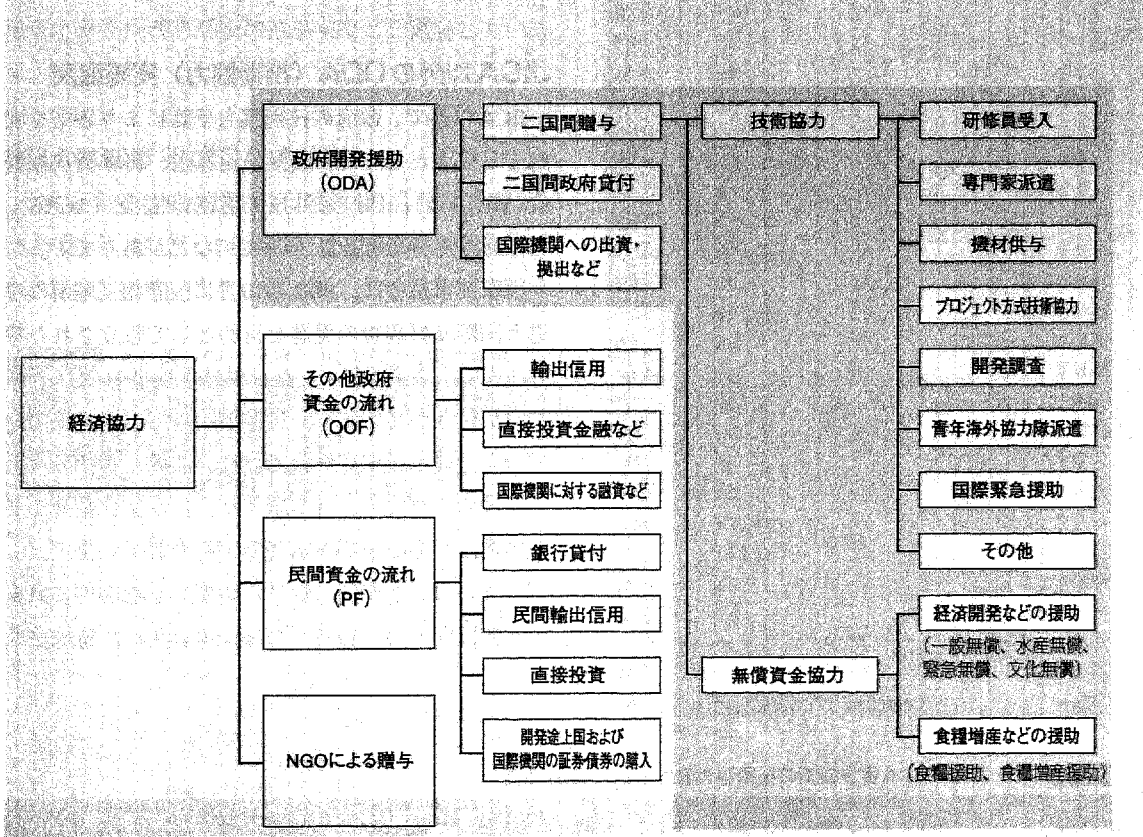 経済協力
政府開発援助
(ODA)
二国間贈与
二国間政府貸付
国際機関への出資・
拠出など
技術協力
研修員受入
専門家派遣
機材供与
プロジェクト方式技術協力
開発調査
青年海外協力隊派遣
国際緊急援助
その他
無償資金協力
経済開発などの援助
(一般無償、水産無償、
緊急無償、文化無償)
食糧増産などの援助
(食糧援助、食糧増産援助)
その他政府
資金の流れ
(OOF)
輸出信用
直接投資金融など
国際機関に対する融資など
民間資金の流れ
(PF)
銀行貸付
民間輸出信用
直接投資
開発途上国および
国際機関の証券・債券の購入
NGOによる贈与